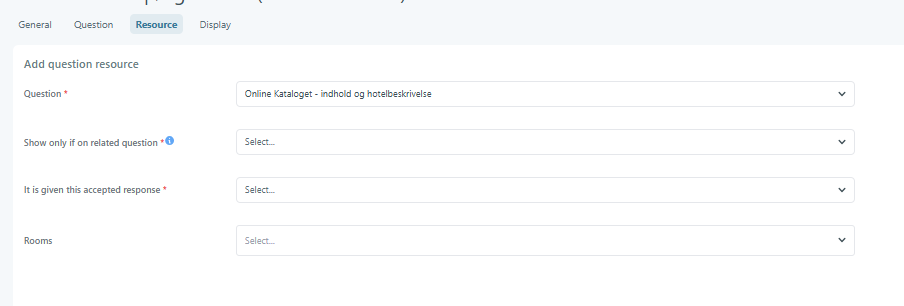 General Question Resource Display
Add question resource
Question * Online Kataloget - indhold og hotelbeskrivelse
Show only if on related question * Select...
It is given this accepted response * Select...
Rooms Select...